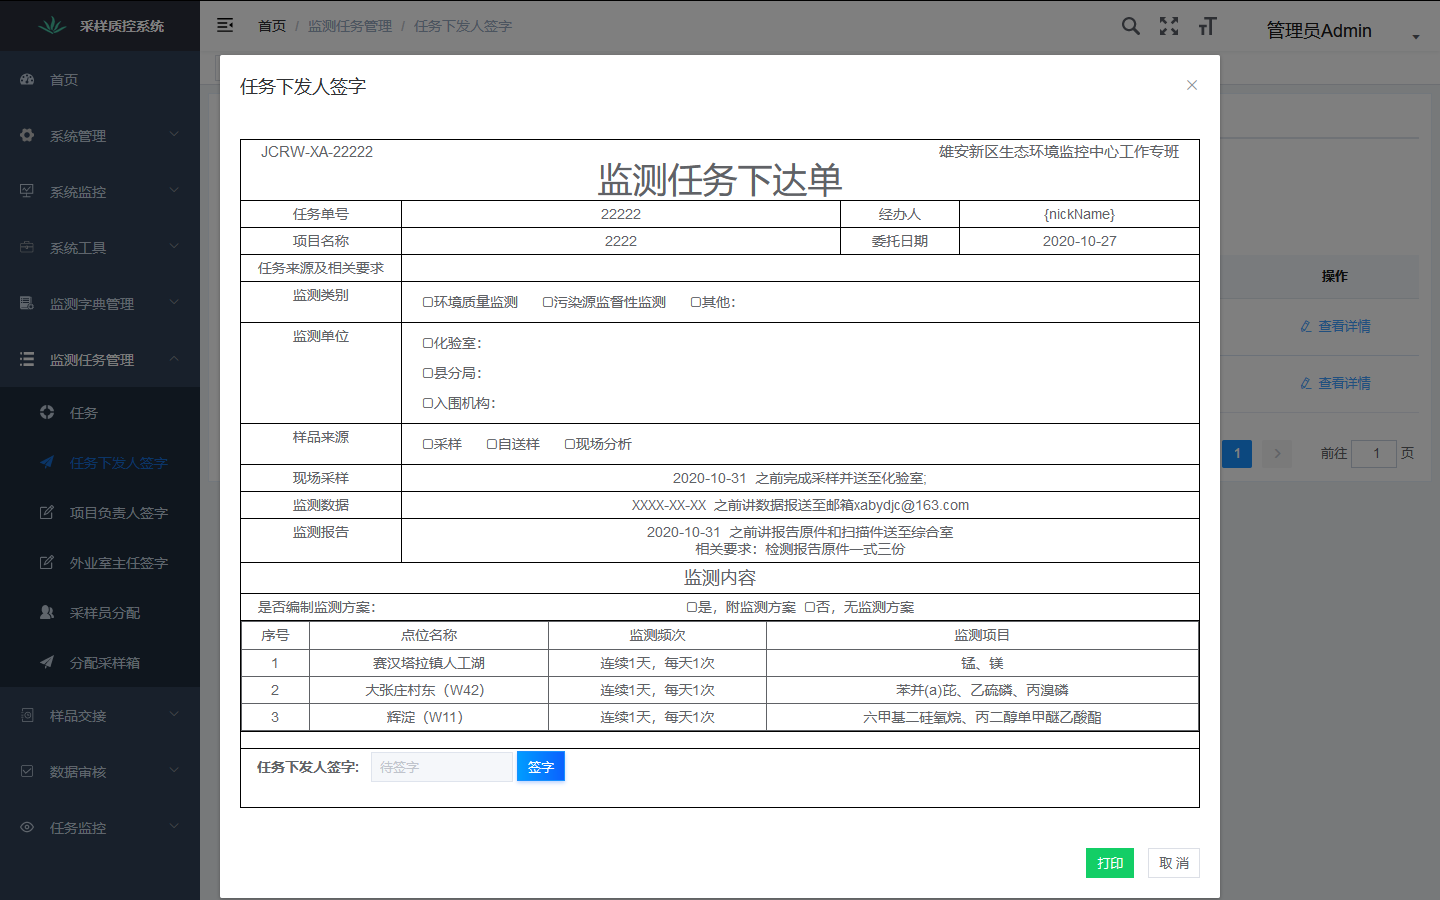 采样质控系统
首页 / 监测任务管理 / 任务下发人签字
管理员Admin
首页
系统管理
系统监控
系统工具
监测字典管理
监测任务管理
任务
任务下发人签字
项目负责人签字
外业室主任签字
采样员分配
分配采样箱
样品交接
数据审核
任务监控
任务下发人签字
JCRW-XA-22222 雄安新区生态环境监控中心工作专班
监测任务下达单
任务单号 22222 经办人 {nickName}
项目名称 2222 委托日期 2020-10-27
任务来源及相关要求
监测类别 ☐环境质量监测 ☐污染源监督性监测 ☐其他：
监测单位 ☐化验室：
☐县分局：
☐入围机构：
样品来源 ☐采样 ☐自送样 ☐现场分析
现场采样 2020-10-31 之前完成采样并送至化验室;
监测数据 XXXX-XX-XX 之前讲数据报送至邮箱xabydjc@163.com
监测报告 2020-10-31 之前讲报告原件和扫描件送至综合室
相关要求：检测报告原件一式三份
监测内容
是否编制监测方案： ☐是，附监测方案 ☐否，无监测方案
序号 点位名称 监测频次 监测项目
1 赛汉塔拉镇人工湖 连续1天，每天1次 锰、镁
2 大张庄村东（W42） 连续1天，每天1次 苯并(a)芘、乙硫磷、丙溴磷
3 辉淀（W11） 连续1天，每天1次 六甲基二硅氧烷、丙二醇单甲醚乙酸酯
任务下发人签字: 待签字 签字
打印 取 消
操作
查看详情
查看详情
1 前往 1 页